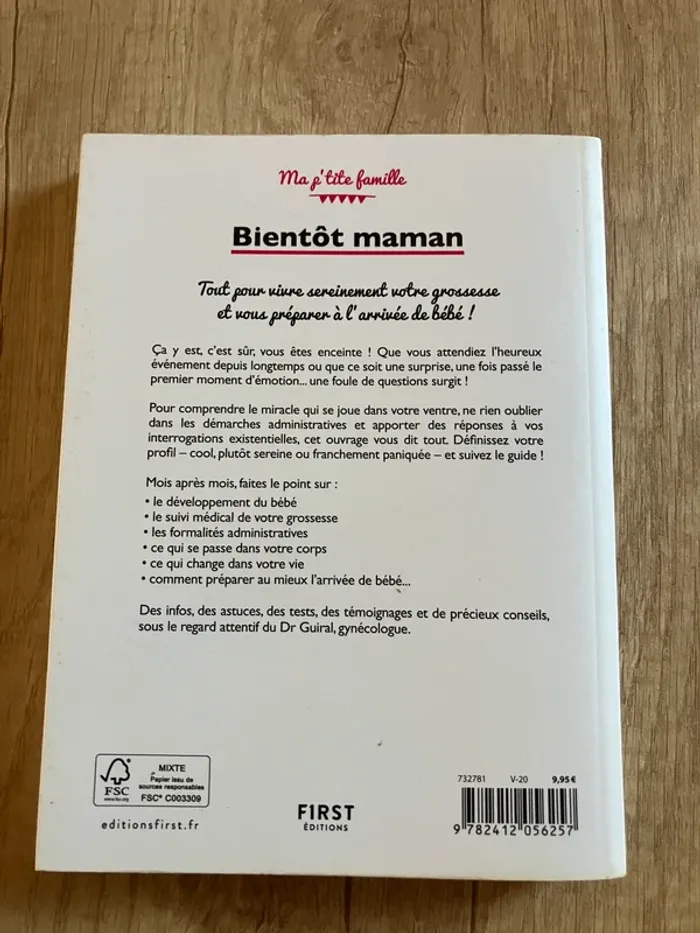 Ma p'tite famille
Bientôt maman
Tout pour vivre sereinement votre grossesse
et vous préparer à l'arrivée de bébé !
Ça y est, c'est sûr, vous êtes enceinte ! Que vous attendiez l'heureux
événement depuis longtemps ou que ce soit une surprise, une fois passé le
premier moment d'émotion... une foule de questions surgit !
Pour comprendre le miracle qui se joue dans votre ventre, ne rien oublier
dans les démarches administratives et apporter des réponses à vos
interrogations existentielles, cet ouvrage vous dit tout. Définissez votre
profil – cool, plutôt sereine ou franchement paniquée – et suivez le guide !
Mois après mois, faites le point sur :
• le développement du bébé
• le suivi médical de votre grossesse
• les formalités administratives
• ce qui se passe dans votre corps
• ce qui change dans votre vie
• comment préparer au mieux l'arrivée de bébé...
Des infos, des astuces, des tests, des témoignages et de précieux conseils,
sous le regard attentif du Dr Guiral, gynécologue.
FSC
www.fsc.org
MIXTE
Papier issu de
sources responsables
FSC® C003309
editionsfirst.fr
F1RST
ÉDITIONS
732781 V-20 9,95 €
9 782412 056257